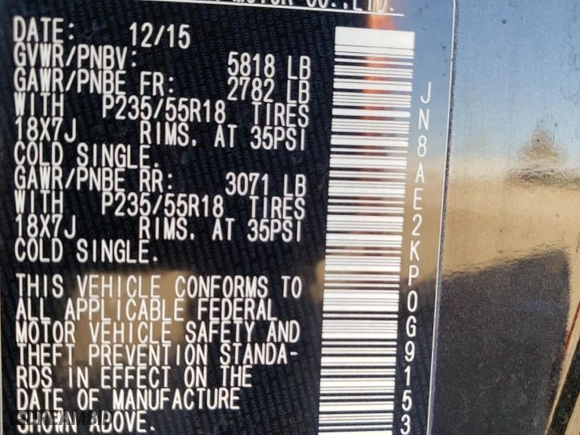 MOTOR CO.,LTD.
DATE: 12/15
GVWR/PNBV: 5818 LB
GAWR/PNBE FR: 2782 LB
WITH P235/55R18 TIRES
18X7J RIMS, AT 35PSI
COLD SINGLE.
GAWR/PNBE RR: 3071 LB
WITH P235/55R18 TIRES
18X7J RIMS, AT 35PSI
COLD SINGLE.
THIS VEHICLE CONFORMS TO
ALL APPLICABLE FEDERAL
MOTOR VEHICLE SAFETY AND
THEFT PREVENTION STANDA-
RDS IN EFFECT ON THE
DATE OF MANUFACTURE
SHOWN ABOVE.
JN8AE2KP0G9153